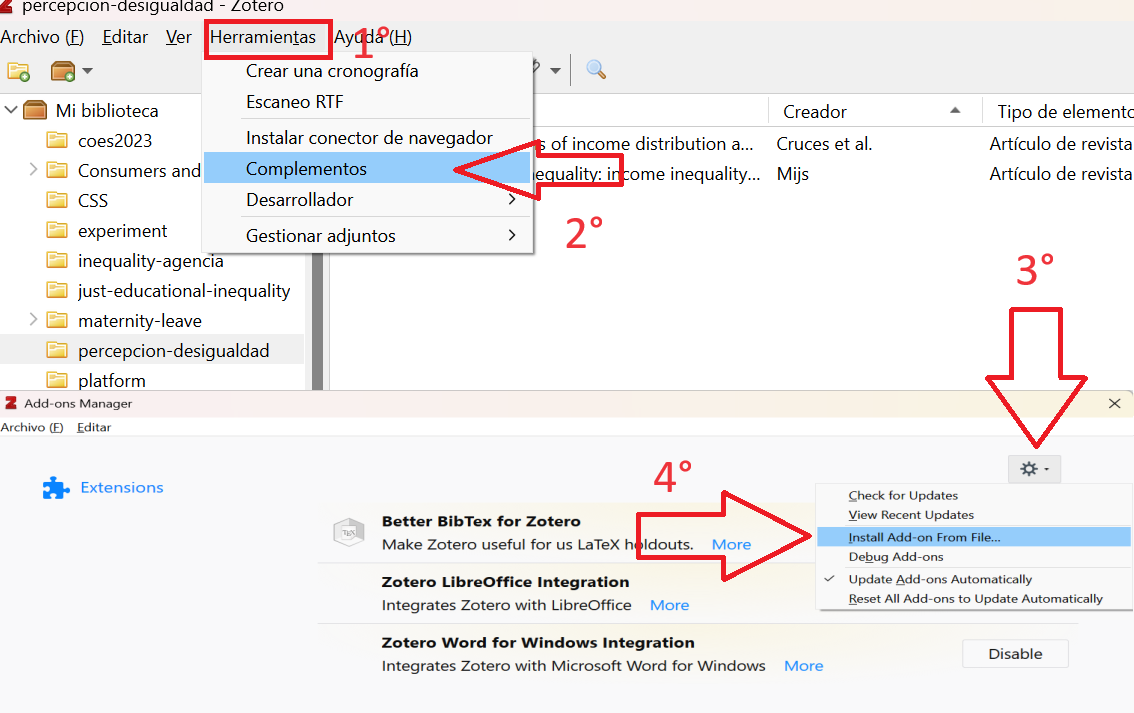 percepcion-desigualdad - Zotero
Archivo (F) Editar Ver Herramientas Ayuda (H)
1°
Crear una cronografía
Escaneo RTF
Instalar conector de navegador
Complementos
Desarrollador
Gestionar adjuntos
2°
Mi biblioteca
coes2023
Consumers and
CSS
experiment
inequality-agencia
just-educational-inequality
maternity-leave
percepcion-desigualdad
platform
Creador Tipo de elemento
s of income distribution a... Cruces et al. Artículo de revista
equality: income inequality... Mijs Artículo de revista
3°
Add-ons Manager
Archivo (F) Editar
Extensions
4°
Check for Updates
View Recent Updates
Install Add-on From File...
Debug Add-ons
Update Add-ons Automatically
Reset All Add-ons to Update Automatically
Better BibTex for Zotero
Make Zotero useful for us LaTeX holdouts. More
Zotero LibreOffice Integration
Integrates Zotero with LibreOffice More
Zotero Word for Windows Integration
Integrates Zotero with Microsoft Word for Windows More
Disable